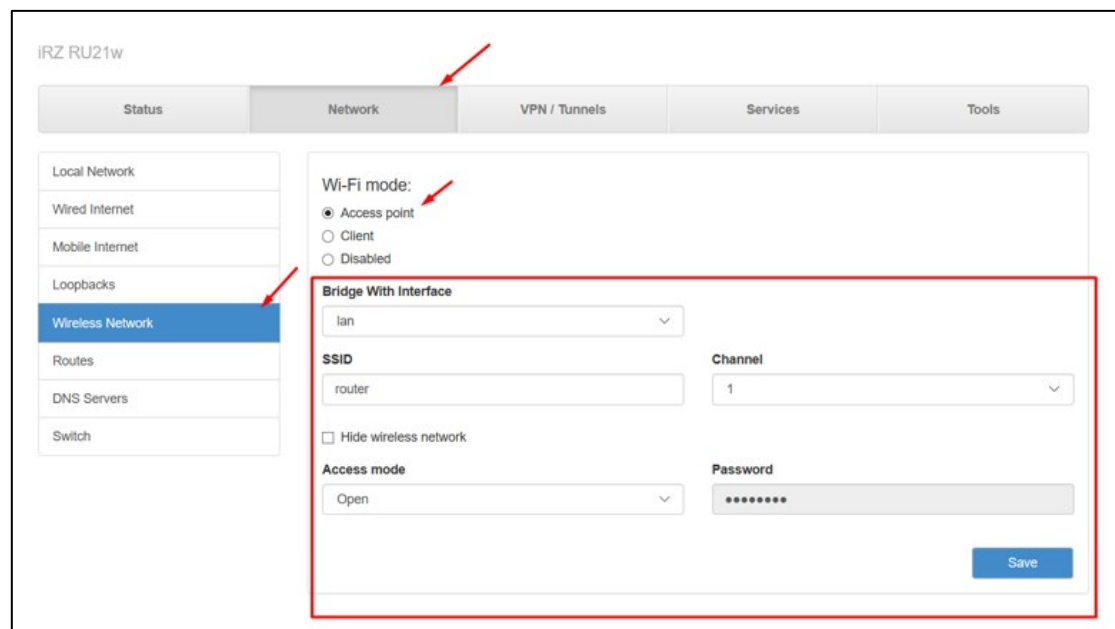 iRZ RU21w
Status Network VPN / Tunnels Services Tools
Local Network
Wired Internet
Mobile Internet
Loopbacks
Wireless Network
Routes
DNS Servers
Switch
Wi-Fi mode:
Access point
Client
Disabled
Bridge With Interface
lan
SSID Channel
router 1
Hide wireless network
Access mode Password
Open ••••••••
Save